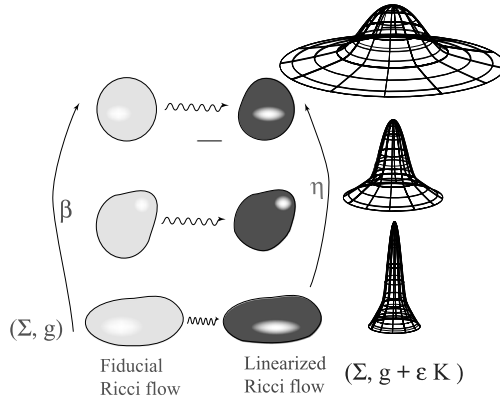 β
η
(Σ, g)
Fiducial
Ricci flow
Linearized
Ricci flow
(Σ, g + ε K)